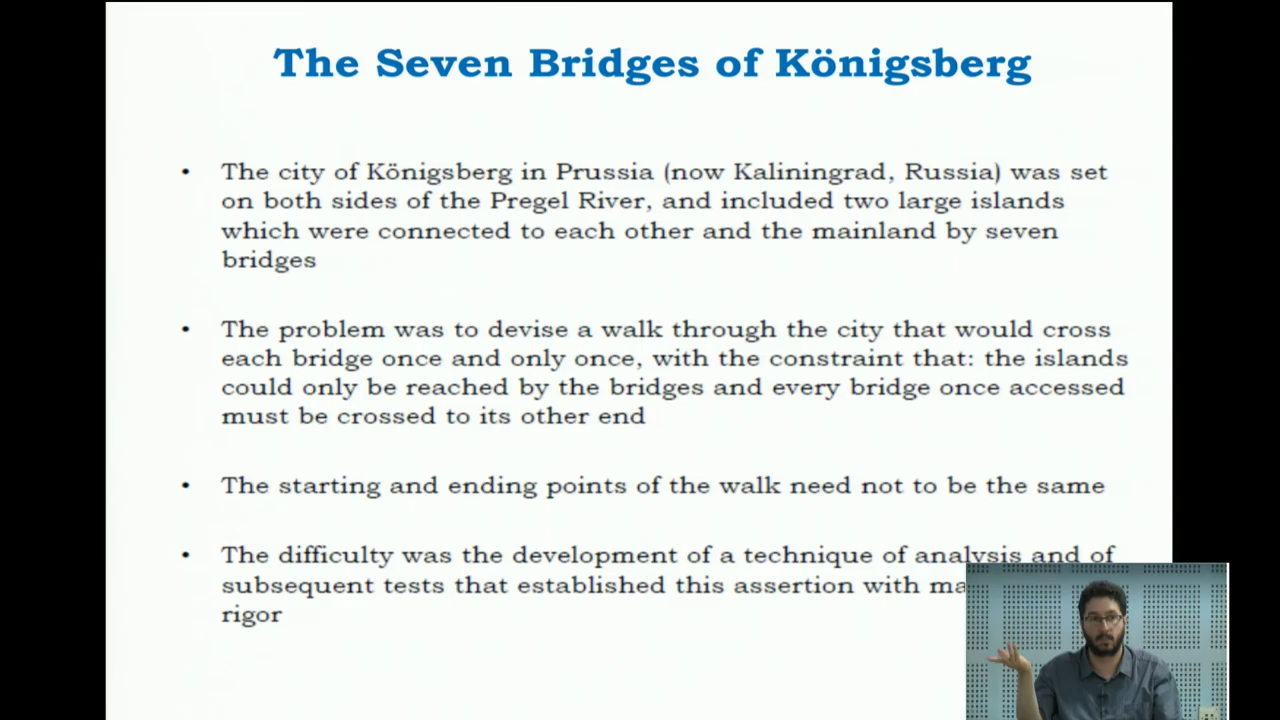 The Seven Bridges of Königsberg
• The city of Königsberg in Prussia (now Kaliningrad, Russia) was set
on both sides of the Pregel River, and included two large islands
which were connected to each other and the mainland by seven
bridges
• The problem was to devise a walk through the city that would cross
each bridge once and only once, with the constraint that: the islands
could only be reached by the bridges and every bridge once accessed
must be crossed to its other end
• The starting and ending points of the walk need not to be the same
• The difficulty was the development of a technique of analysis and of
subsequent tests that established this assertion with
rigor